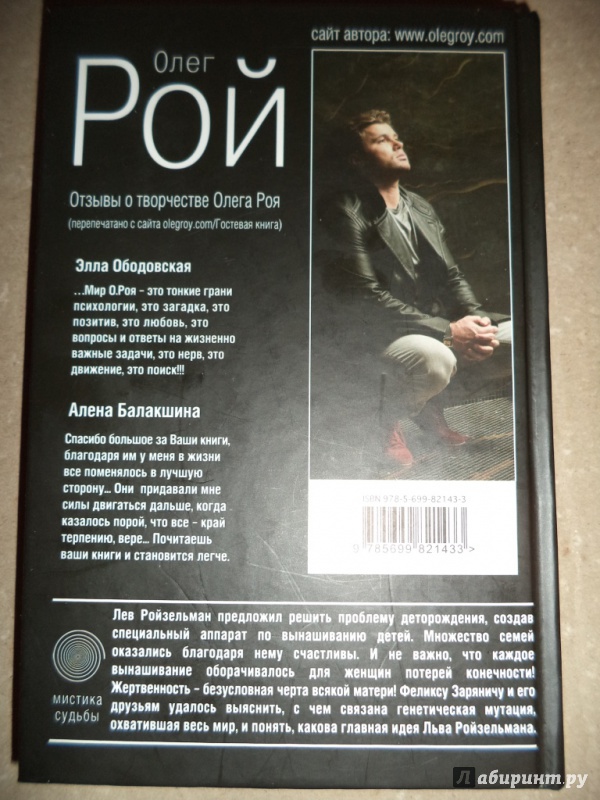 сайт автора: www.olegroy.com
Олег
Рой
Отзывы о творчестве Олега Роя
(перепечатано с сайта olegroy.com/Гостевая книга)
Элла Ободовская
...Мир О.Роя - это тонкие грани
психологии, это загадка, это
позитив, это любовь, это
вопросы и ответы на жизненно
важные задачи, это нерв, это
движение, это поиск!!!
Алена Балакшина
Спасибо большое за Ваши книги,
благодаря им у меня в жизни
все поменялось в лучшую
сторону... Они придавали мне
силы двигаться дальше, когда
казалось порой, что все - край
терпению, вере... Почитаешь
ваши книги и становится легче.
ISBN 978-5-699-82143-3
9 785699 821433 >
мистика
судьбы
Лев Ройзельман предложил решить проблему деторождения, создав
специальный аппарат по вынашиванию детей. Множество семей
оказались благодаря нему счастливы. И не важно, что каждое
вынашивание оборачивалось для женщин потерей конечности!
Жертвенность - безусловная черта всякой матери! Феликсу Заряничу и его
друзьям удалось выяснить, с чем связана генетическая мутация,
охватившая весь мир, и понять, какова главная идея Льва Ройзельмана.
Лабиринт.ру